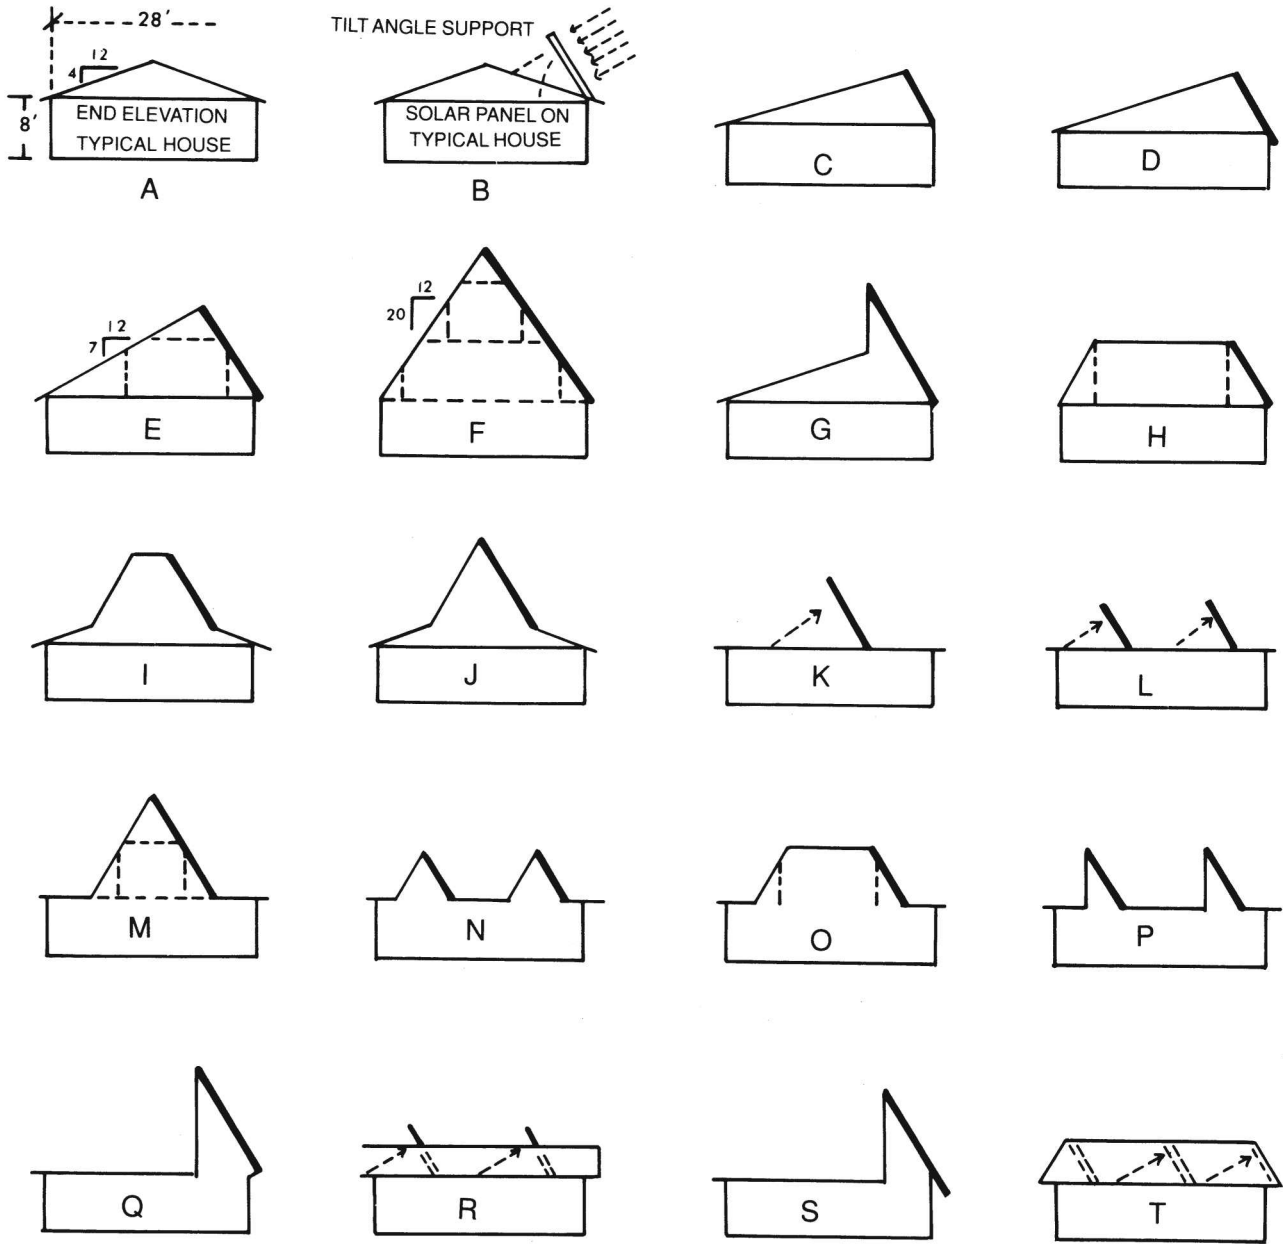 28'
TILT ANGLE SUPPORT
12
4
8'
END ELEVATION
TYPICAL HOUSE
SOLAR PANEL ON
TYPICAL HOUSE
A
B
C
D
12
7
12
20
E
F
G
H
I
J
K
L
M
N
O
P
Q
R
S
T